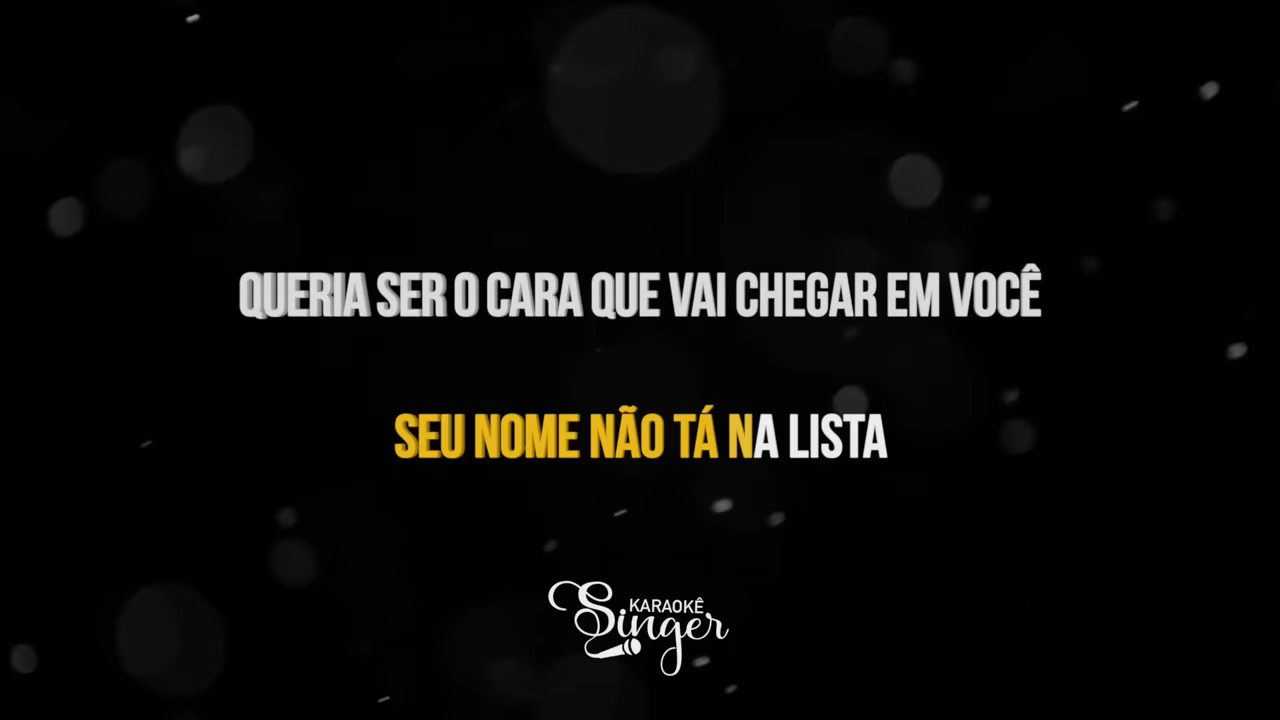 QUERIA SER O CARA QUE VAI CHEGAR EM VOCÊ
SEU NOME NÃO TÁ NA LISTA
KARAOKÊ
Singer